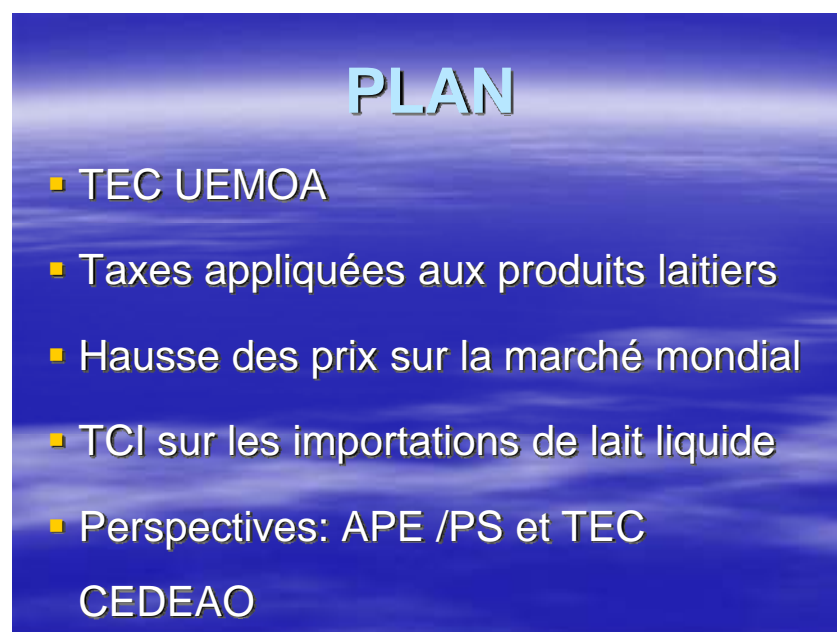 PLAN
TEC UEMOA
Taxes appliquées aux produits laitiers
Hausse des prix sur la marché mondial
TCI sur les importations de lait liquide
Perspectives: APE /PS et TEC
CEDEAO